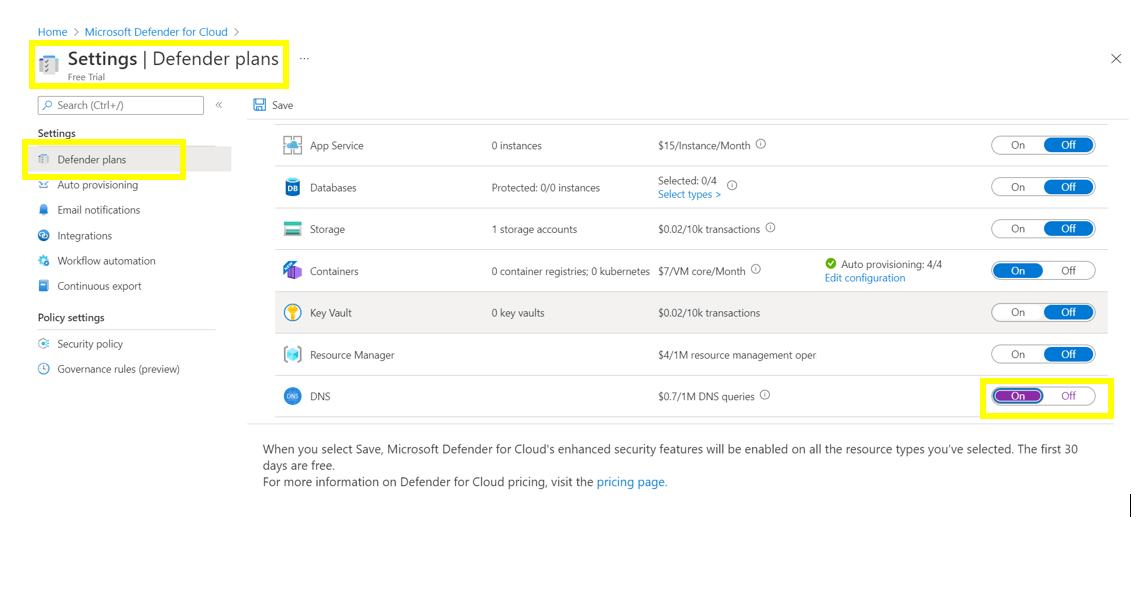 Home > Microsoft Defender for Cloud >
Settings | Defender plans ...
Free Trial
Search (Ctrl+/) «
Save
Settings
Defender plans
Auto provisioning
Email notifications
Integrations
Workflow automation
Continuous export
Policy settings
Security policy
Governance rules (preview)
App Service 0 instances $15/Instance/Month On Off
DB Databases Protected: 0/0 instances Selected: 0/4 On Off
Select types >
Storage 1 storage accounts $0.02/10k transactions On Off
Containers 0 container registries; 0 kubernetes $7/VM core/Month Auto provisioning: 4/4 On Off
Edit configuration
Key Vault 0 key vaults $0.02/10k transactions On Off
Resource Manager $4/1M resource management oper On Off
DNS DNS $0.7/1M DNS queries On Off
When you select Save, Microsoft Defender for Cloud's enhanced security features will be enabled on all the resource types you've selected. The first 30
days are free.
For more information on Defender for Cloud pricing, visit the pricing page.